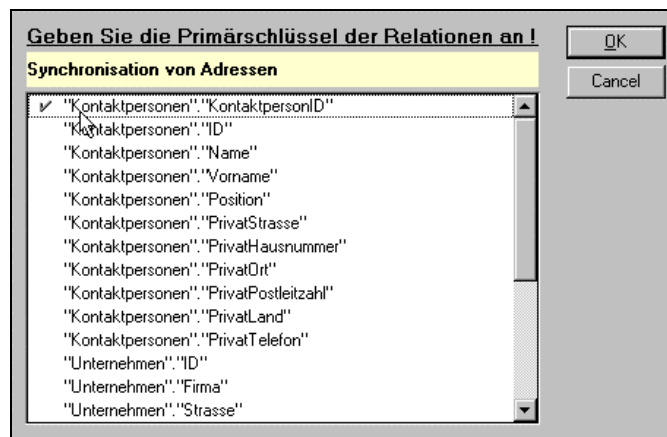 Geben Sie die Primärschlüssel der Relationen an !
OK
Synchronisation von Adressen
Cancel
"Kontaktpersonen"."KontaktpersonID"
"Kontaktpersonen"."ID"
"Kontaktpersonen"."Name"
"Kontaktpersonen"."Vorname"
"Kontaktpersonen"."Position"
"Kontaktpersonen"."PrivatStrasse"
"Kontaktpersonen"."PrivatHausnummer"
"Kontaktpersonen"."PrivatOrt"
"Kontaktpersonen"."PrivatPostleitzahl"
"Kontaktpersonen"."PrivatLand"
"Kontaktpersonen"."PrivatTelefon"
"Unternehmen"."ID"
"Unternehmen"."Firma"
"Unternehmen"."Strasse"